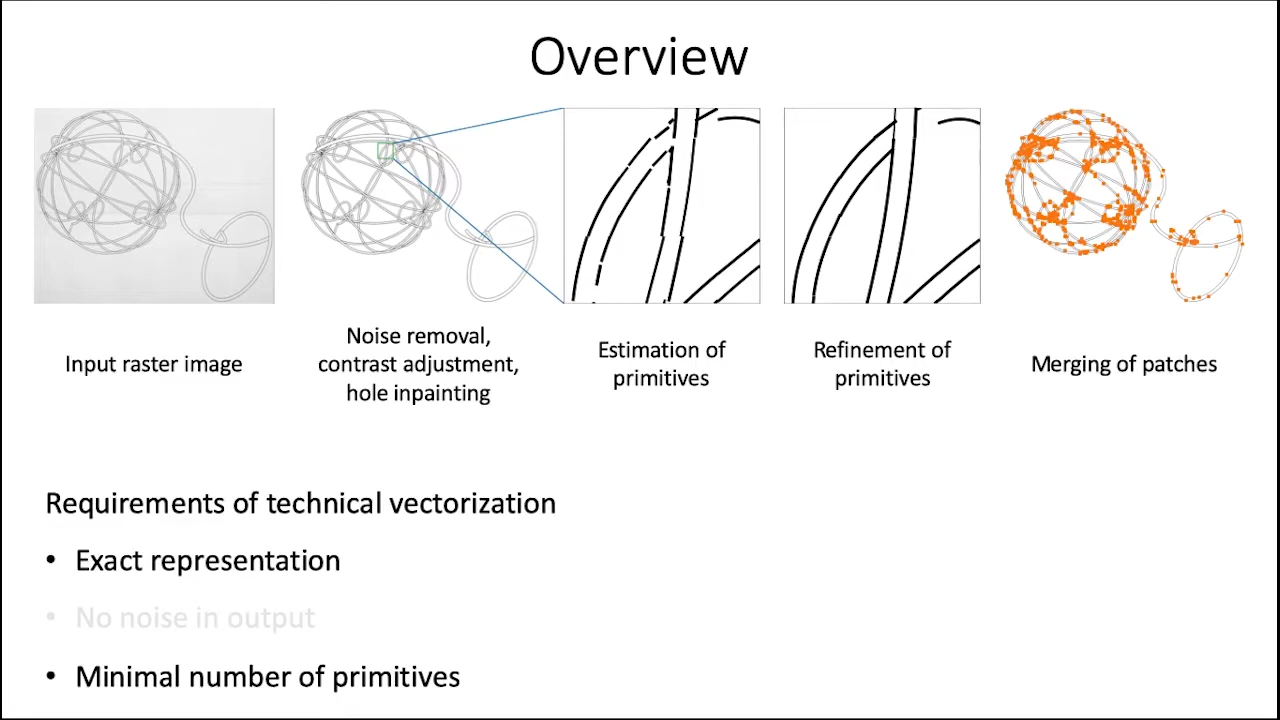 Overview
Input raster image
Noise removal,
contrast adjustment,
hole inpainting
Estimation of
primitives
Refinement of
primitives
Merging of patches
Requirements of technical vectorization
• Exact representation
• No noise in output
• Minimal number of primitives